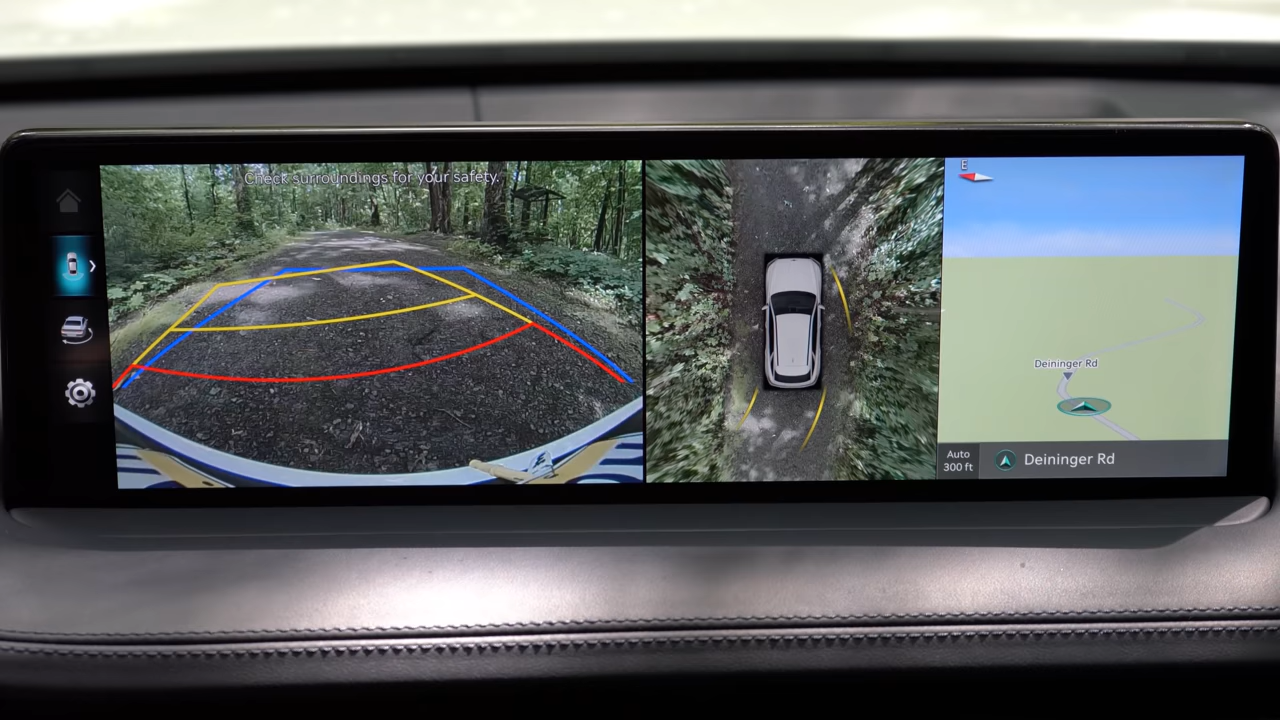 Check surroundings for your safety.
E
Deininger Rd
Auto
300 ft
Deininger Rd